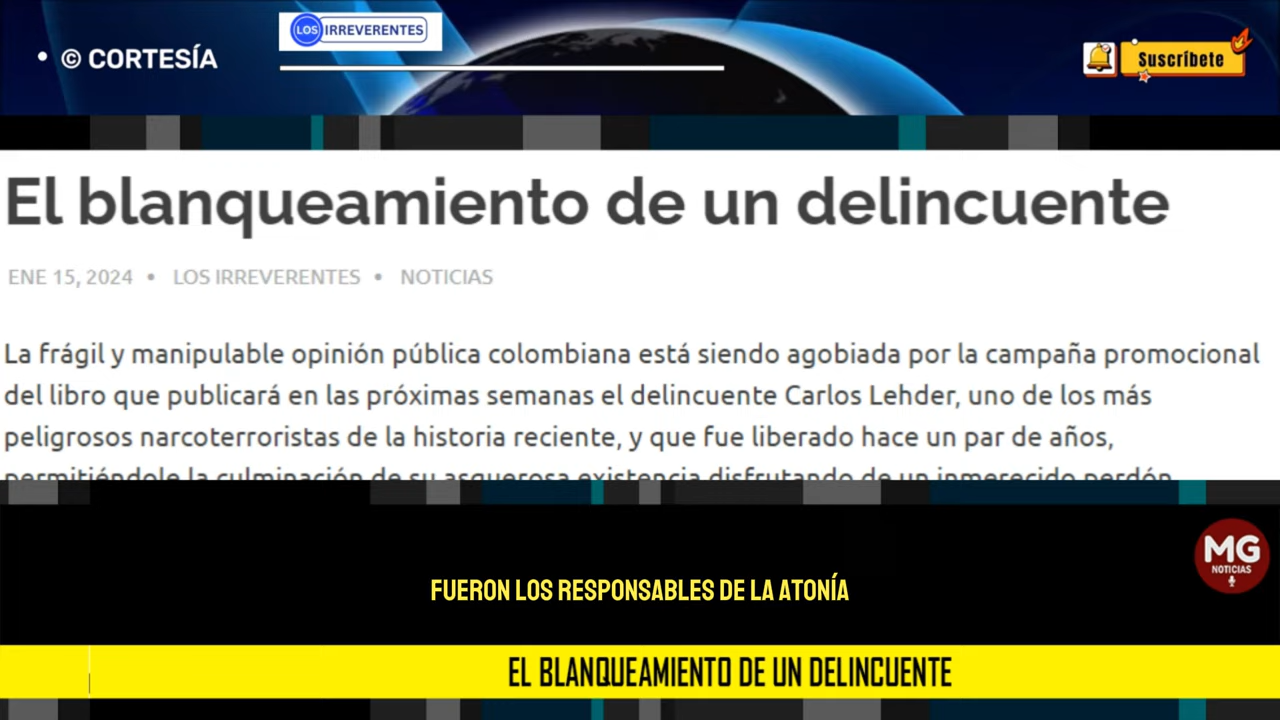 • © CORTESÍA
LOS IRREVERENTES
Suscríbete
El blanqueamiento de un delincuente
ENE 15, 2024 • LOS IRREVERENTES • NOTICIAS
La frágil y manipulable opinión pública colombiana está siendo agobiada por la campaña promocional
del libro que publicará en las próximas semanas el delincuente Carlos Lehder, uno de los más
peligrosos narcoterroristas de la historia reciente, y que fue liberado hace un par de años,
permitiéndole la culminación de su asquerosa existencia disfrutando de un inmerecido perdón
MG
NOTICIAS
FUERON LOS RESPONSABLES DE LA ATONÍA
EL BLANQUEAMIENTO DE UN DELINCUENTE